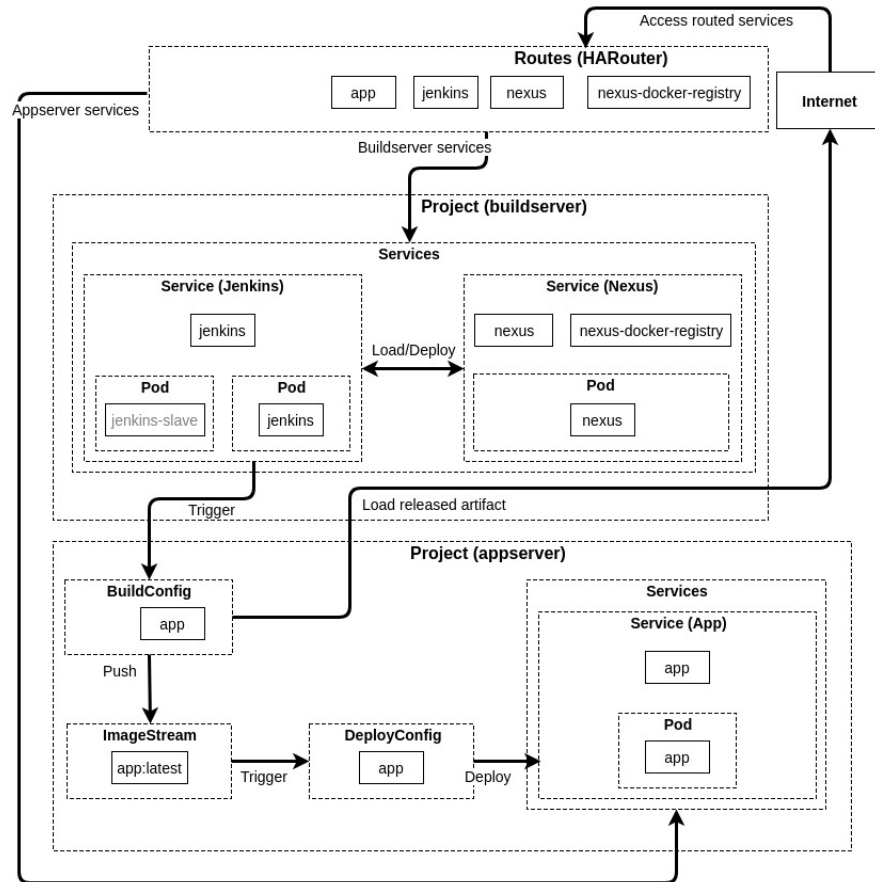 Access routed services
Routes (HARouter)
app
jenkins
nexus
nexus-docker-registry
Internet
Appserver services
Buildserver services
Project (buildserver)
Services
Service (Jenkins)
jenkins
Pod
jenkins-slave
Pod
jenkins
Load/Deploy
Service (Nexus)
nexus
nexus-docker-registry
Pod
nexus
Trigger
Load released artifact
Project (appserver)
BuildConfig
app
Push
ImageStream
app:latest
Trigger
DeployConfig
app
Deploy
Services
Service (App)
app
Pod
app